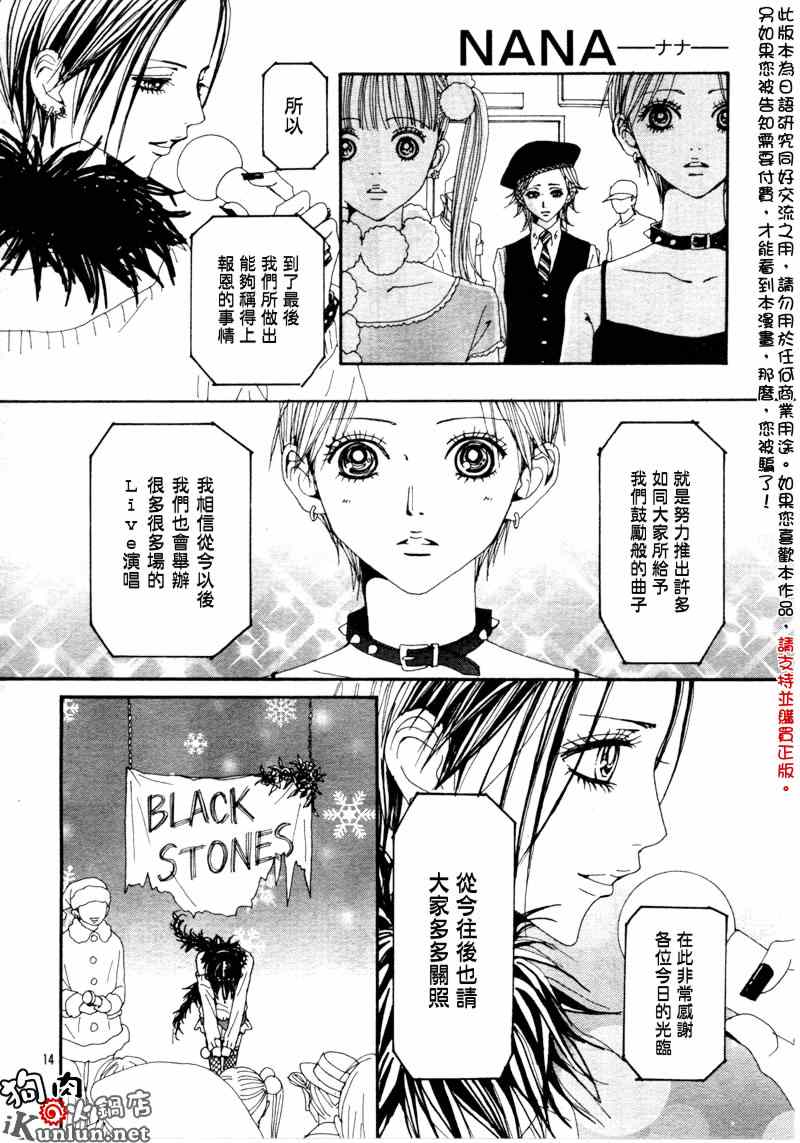 NANA
ナナ
所以
到了最後
我們所做出
能夠稱得上
報恩的事情
就是努力推出許多
如同大家所給予
我們鼓勵般的曲子
我相信從今以後
我們也會舉辦
很多很多場的
Live演唱
BLACK
STONES
在此非常感謝
各位今日的光臨
從今往後也請
大家多多關照
14
此版本為日語研究同好交流之用，請勿用於任何商業用途。如果您喜歡本作品，請支持並購買正版。
另如果您被告知需要付費，才能看到本漫畫，那麼，您被騙了！
狗肉
火鍋店
iKunlun.net